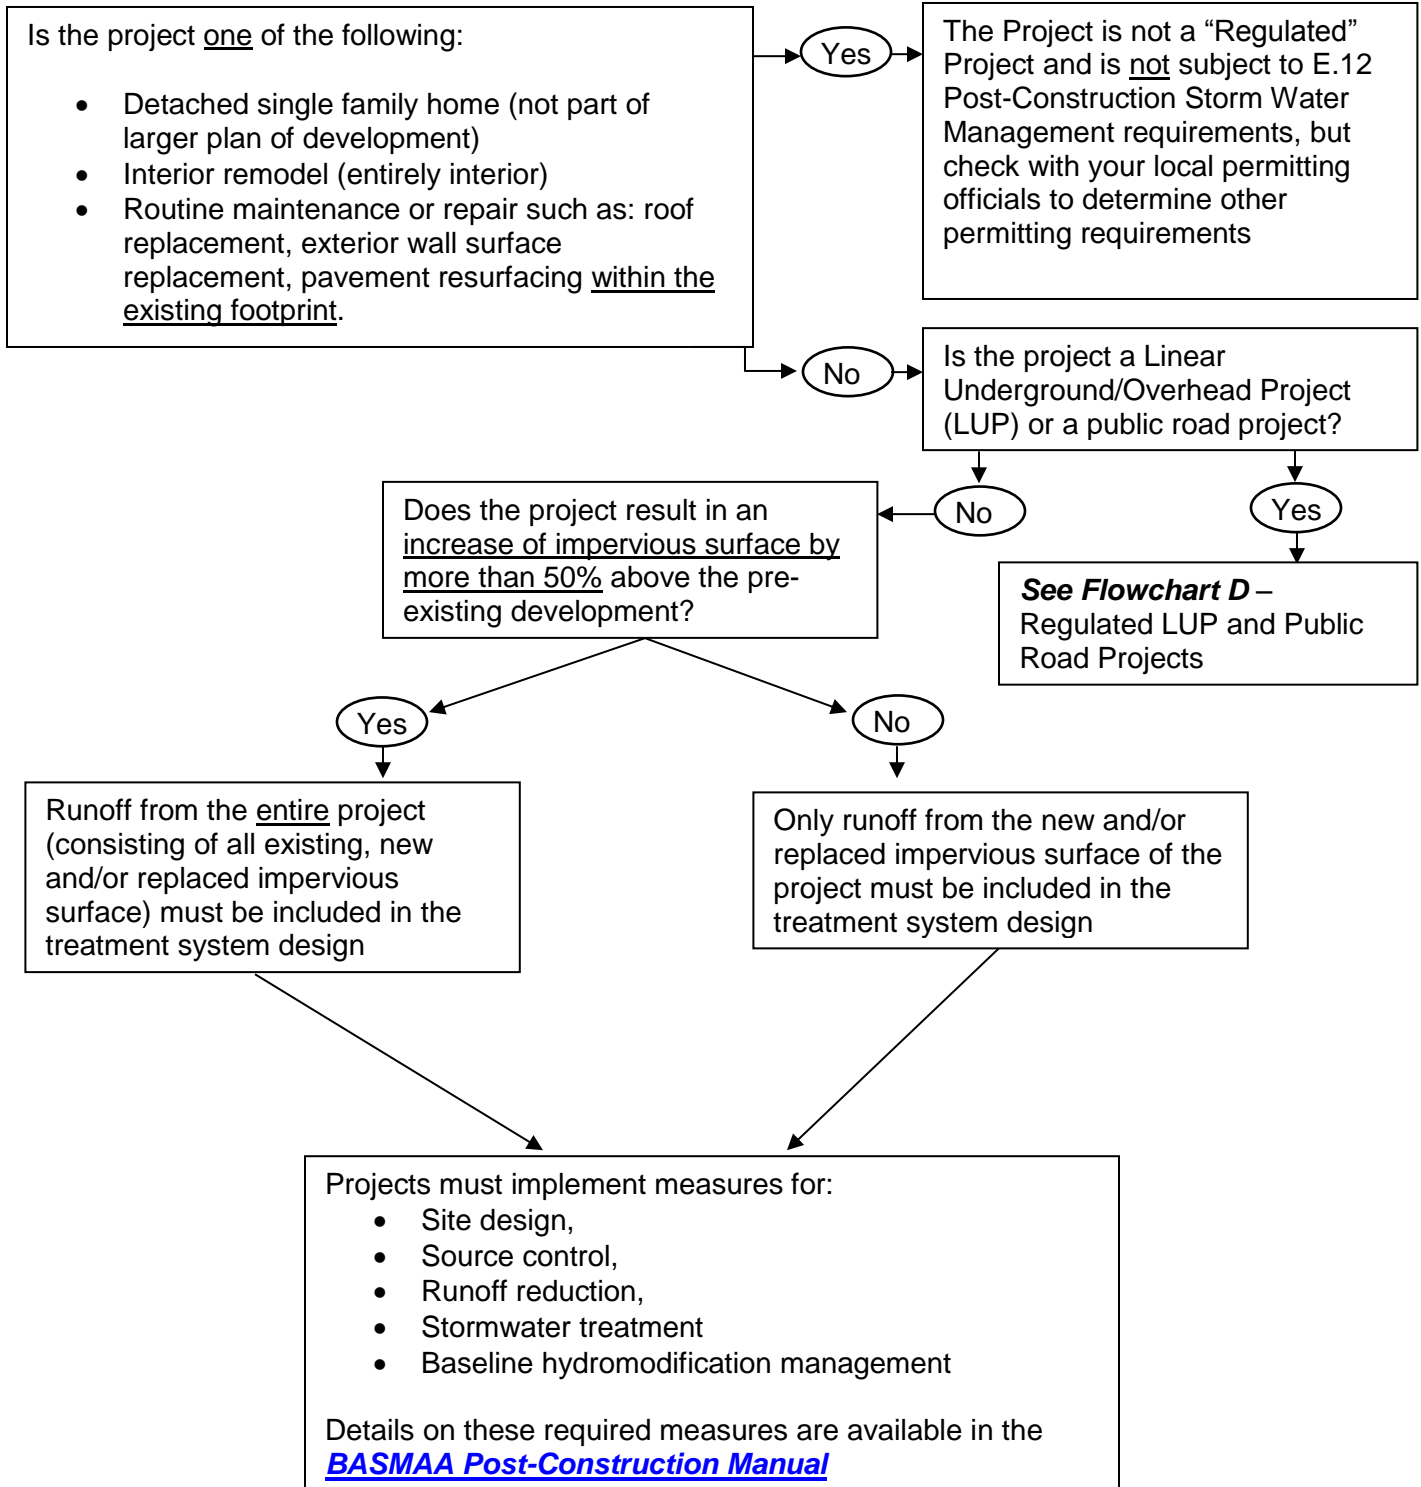 Is the project one of the following:
• Detached single family home (not part of
larger plan of development)
• Interior remodel (entirely interior)
• Routine maintenance or repair such as: roof
replacement, exterior wall surface
replacement, pavement resurfacing within the
existing footprint.
Yes
The Project is not a “Regulated”
Project and is not subject to E.12
Post-Construction Storm Water
Management requirements, but
check with your local permitting
officials to determine other
permitting requirements
No
Is the project a Linear
Underground/Overhead Project
(LUP) or a public road project?
No
Yes
Does the project result in an
increase of impervious surface by
more than 50% above the pre-
existing development?
See Flowchart D –
Regulated LUP and Public
Road Projects
Yes
No
Runoff from the entire project
(consisting of all existing, new
and/or replaced impervious
surface) must be included in the
treatment system design
Only runoff from the new and/or
replaced impervious surface of the
project must be included in the
treatment system design
Projects must implement measures for:
• Site design,
• Source control,
• Runoff reduction,
• Stormwater treatment
• Baseline hydromodification management
Details on these required measures are available in the
BASMAA Post-Construction Manual